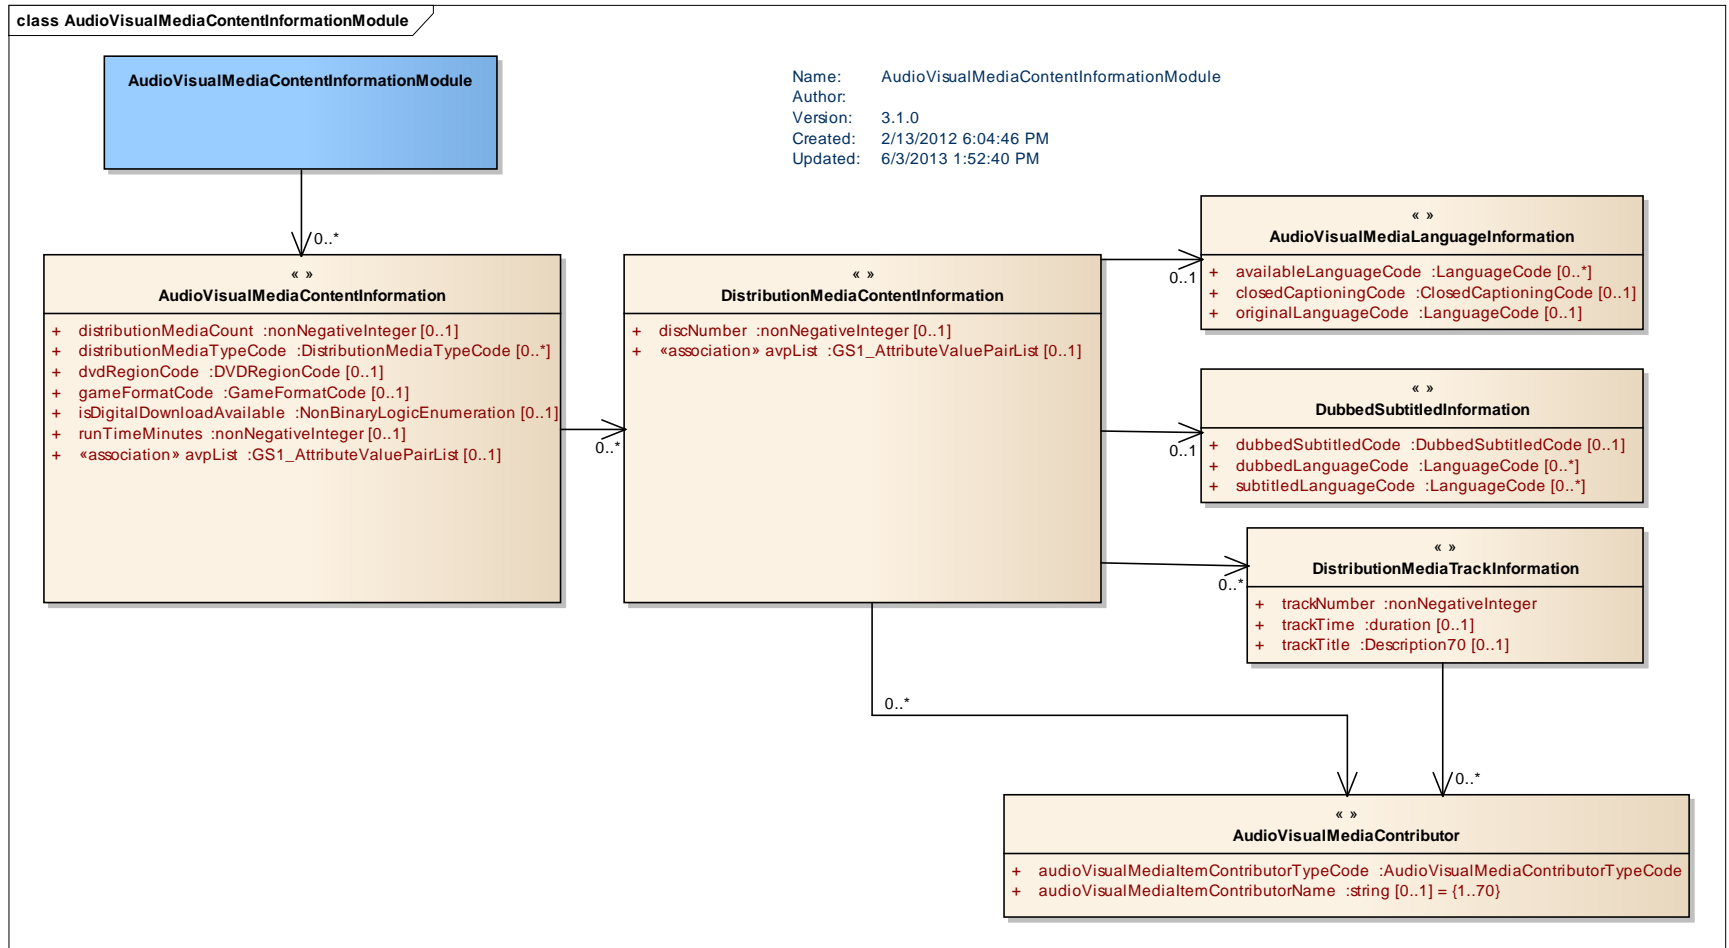 class AudioVisualMediaContentInformationModule
AudioVisualMediaContentInformationModule
Name: AudioVisualMediaContentInformationModule
Author:
Version: 3.1.0
Created: 2/13/2012 6:04:46 PM
Updated: 6/3/2013 1:52:40 PM
0..*
« »
AudioVisualMediaContentInformation
+ distributionMediaCount :nonNegativeInteger [0..1]
+ distributionMediaTypeCode :DistributionMediaTypeCode [0..*]
+ dvdRegionCode :DVDRegionCode [0..1]
+ gameFormatCode :GameFormatCode [0..1]
+ isDigitalDownloadAvailable :NonBinaryLogicEnumeration [0..1]
+ runTimeMinutes :nonNegativeInteger [0..1]
+ «association» avpList :GS1_AttributeValuePairList [0..1]
0..*
« »
DistributionMediaContentInformation
+ discNumber :nonNegativeInteger [0..1]
+ «association» avpList :GS1_AttributeValuePairList [0..1]
0..1
« »
AudioVisualMediaLanguageInformation
+ availableLanguageCode :LanguageCode [0..*]
+ closedCaptioningCode :ClosedCaptioningCode [0..1]
+ originalLanguageCode :LanguageCode [0..1]
0..1
« »
DubbedSubtitledInformation
+ dubbedSubtitledCode :DubbedSubtitledCode [0..1]
+ dubbedLanguageCode :LanguageCode [0..*]
+ subtitledLanguageCode :LanguageCode [0..*]
0..*
« »
DistributionMediaTrackInformation
+ trackNumber :nonNegativeInteger
+ trackTime :duration [0..1]
+ trackTitle :Description70 [0..1]
0..*
0..*
« »
AudioVisualMediaContributor
+ audioVisualMediaItemContributorTypeCode :AudioVisualMediaContributorTypeCode
+ audioVisualMediaItemContributorName :string [0..1] = {1..70}